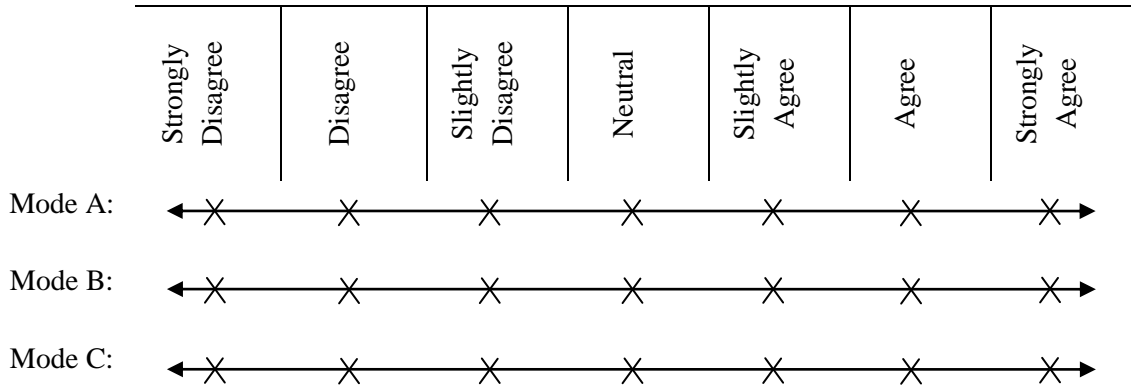 Strongly
Disagree
Disagree
Slightly
Disagree
Neutral
Slightly
Agree
Agree
Strongly
Agree
Mode A:
Mode B:
Mode C: